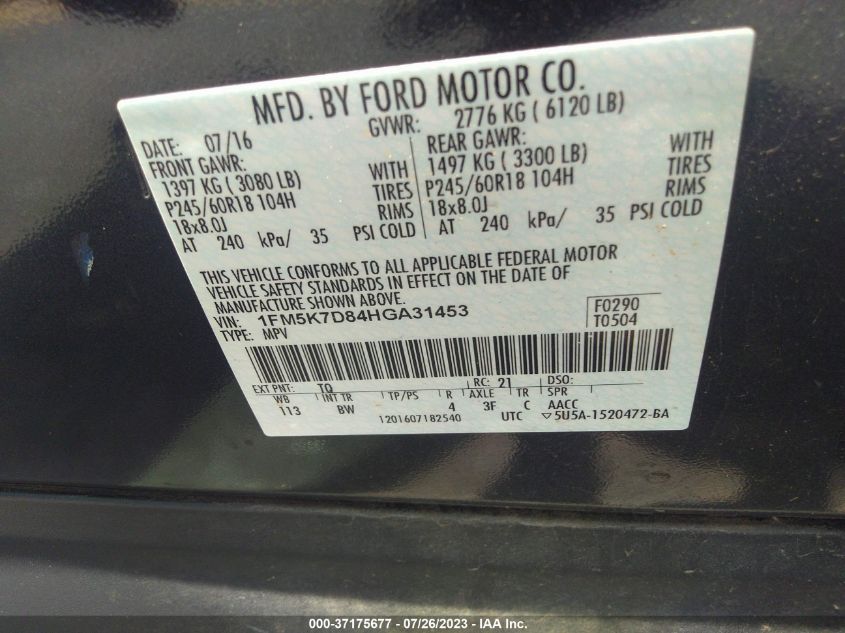 MFD. BY FORD MOTOR CO.
DATE: 07/16 GVWR: 2776 KG ( 6120 LB)
FRONT GAWR: REAR GAWR:
1397 KG ( 3080 LB) WITH 1497 KG ( 3300 LB) WITH
P245/60R18 104H TIRES P245/60R18 104H TIRES
18x8.0J RIMS 18x8.0J RIMS
AT 240 kPa/ 35 PSI COLD AT 240 kPa/ 35 PSI COLD
THIS VEHICLE CONFORMS TO ALL APPLICABLE FEDERAL MOTOR
VEHICLE SAFETY STANDARDS IN EFFECT ON THE DATE OF
MANUFACTURE SHOWN ABOVE.
VIN: 1FM5K7D84HGA31453 F0290
TYPE: MPV T0504
EXT PNT: TQ RC: 21 DSO:
WB INT TR TP/PS R AXLE TR SPR
113 BW 4 3F C AACC
1201607182540 UTC ▽5U5A-1520472-BA
000-37175677 - 07/26/2023 - IAA Inc.